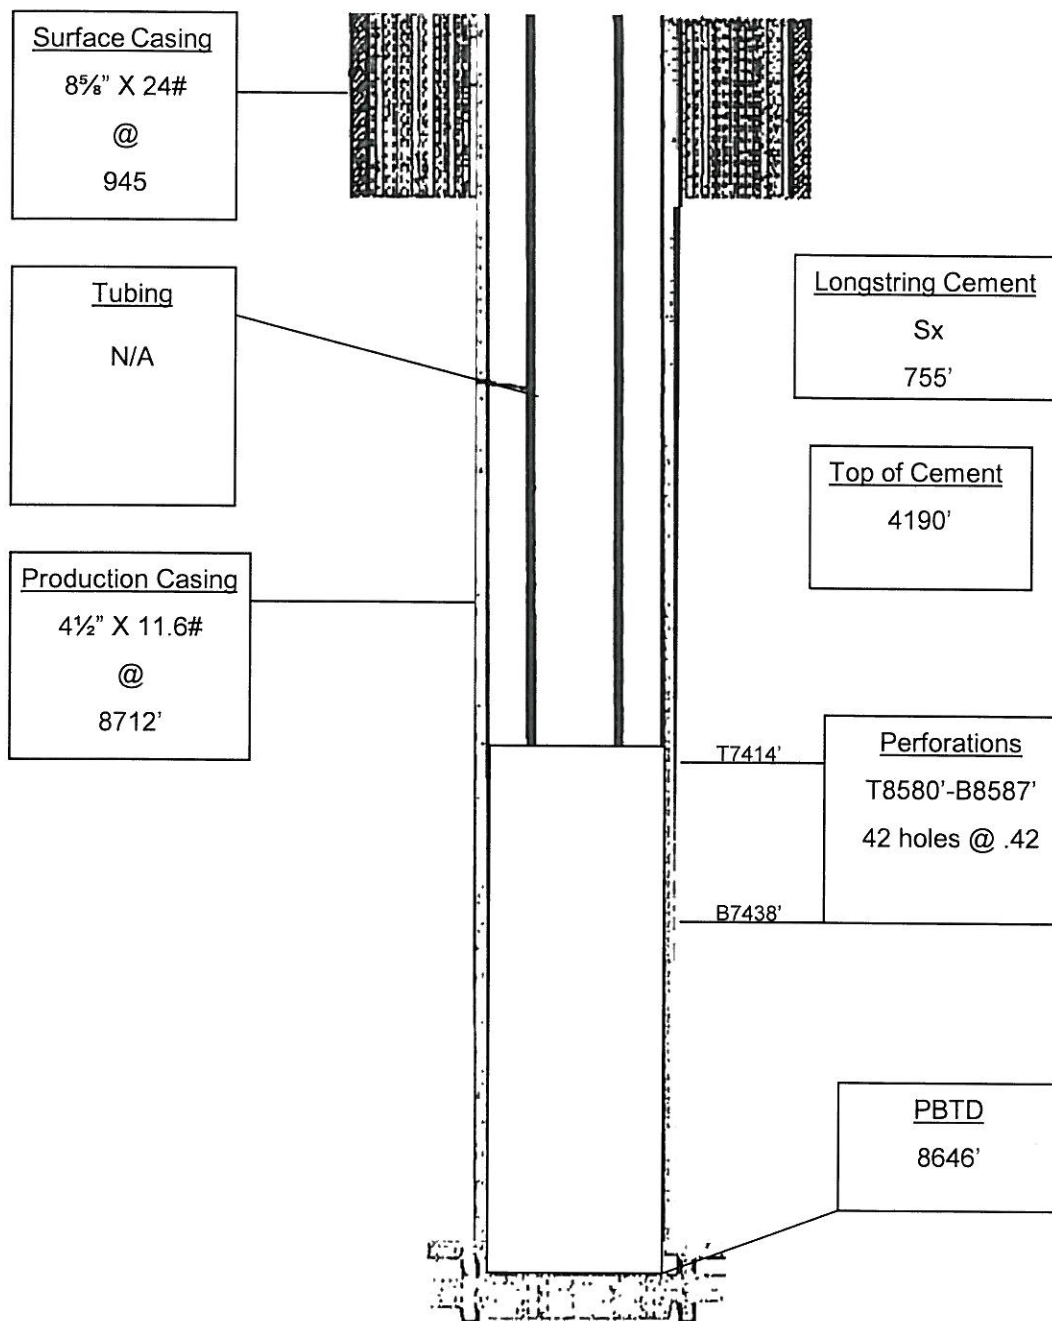 Surface Casing
8⅝” X 24#
@
945
Tubing
N/A
Production Casing
4½” X 11.6#
@
8712’
Longstring Cement
Sx
755’
Top of Cement
4190’
T7414’
B7438’
Perforations
T8580’-B8587’
42 holes @ .42
PBTD
8646’